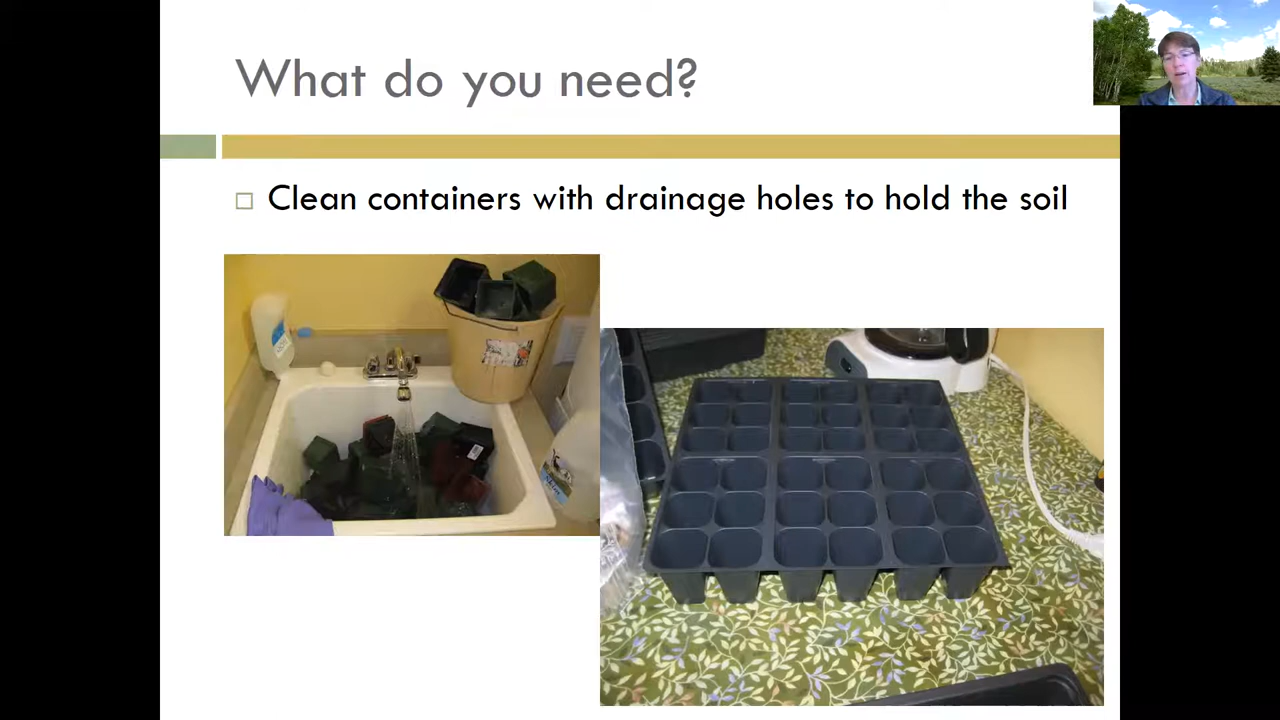 What do you need?
Clean containers with drainage holes to hold the soil